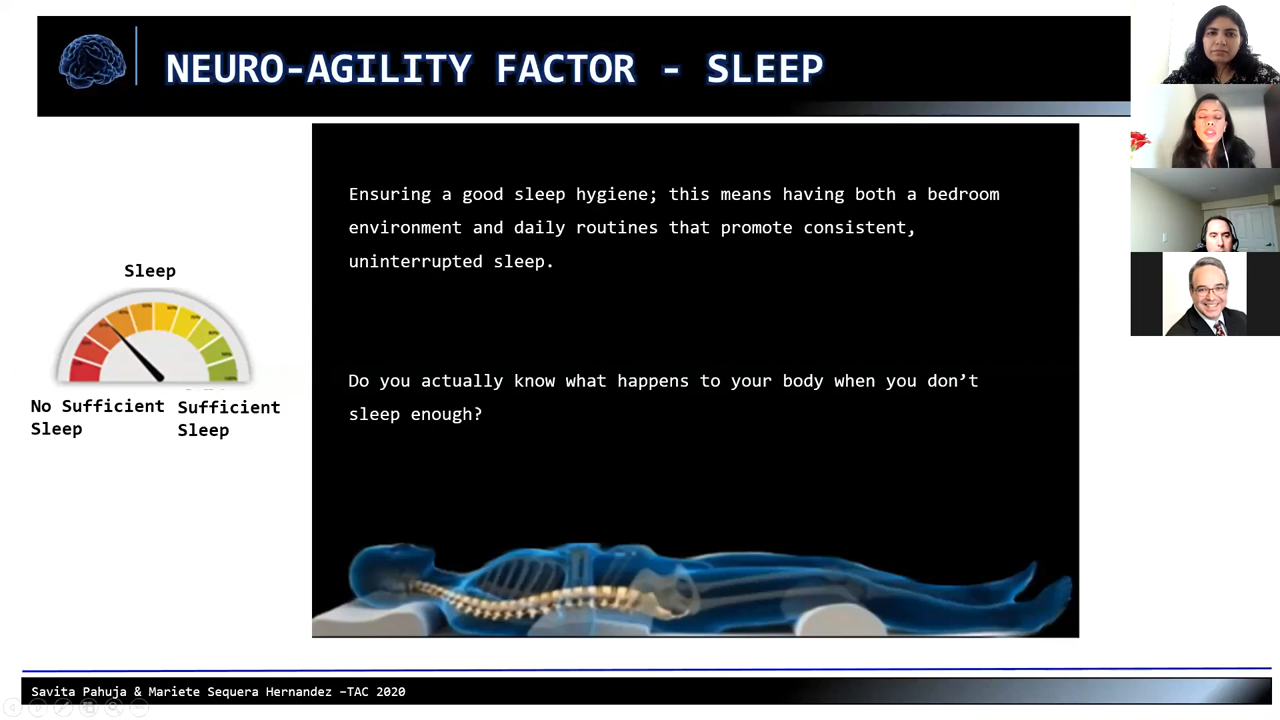 NEURO-AGILITY FACTOR - SLEEP
Ensuring a good sleep hygiene; this means having both a bedroom
environment and daily routines that promote consistent,
uninterrupted sleep.
Do you actually know what happens to your body when you don’t
sleep enough?
Sleep
No Sufficient
Sleep
Sufficient
Sleep
Savita Pahuja & Mariete Sequera Hernandez –TAC 2020